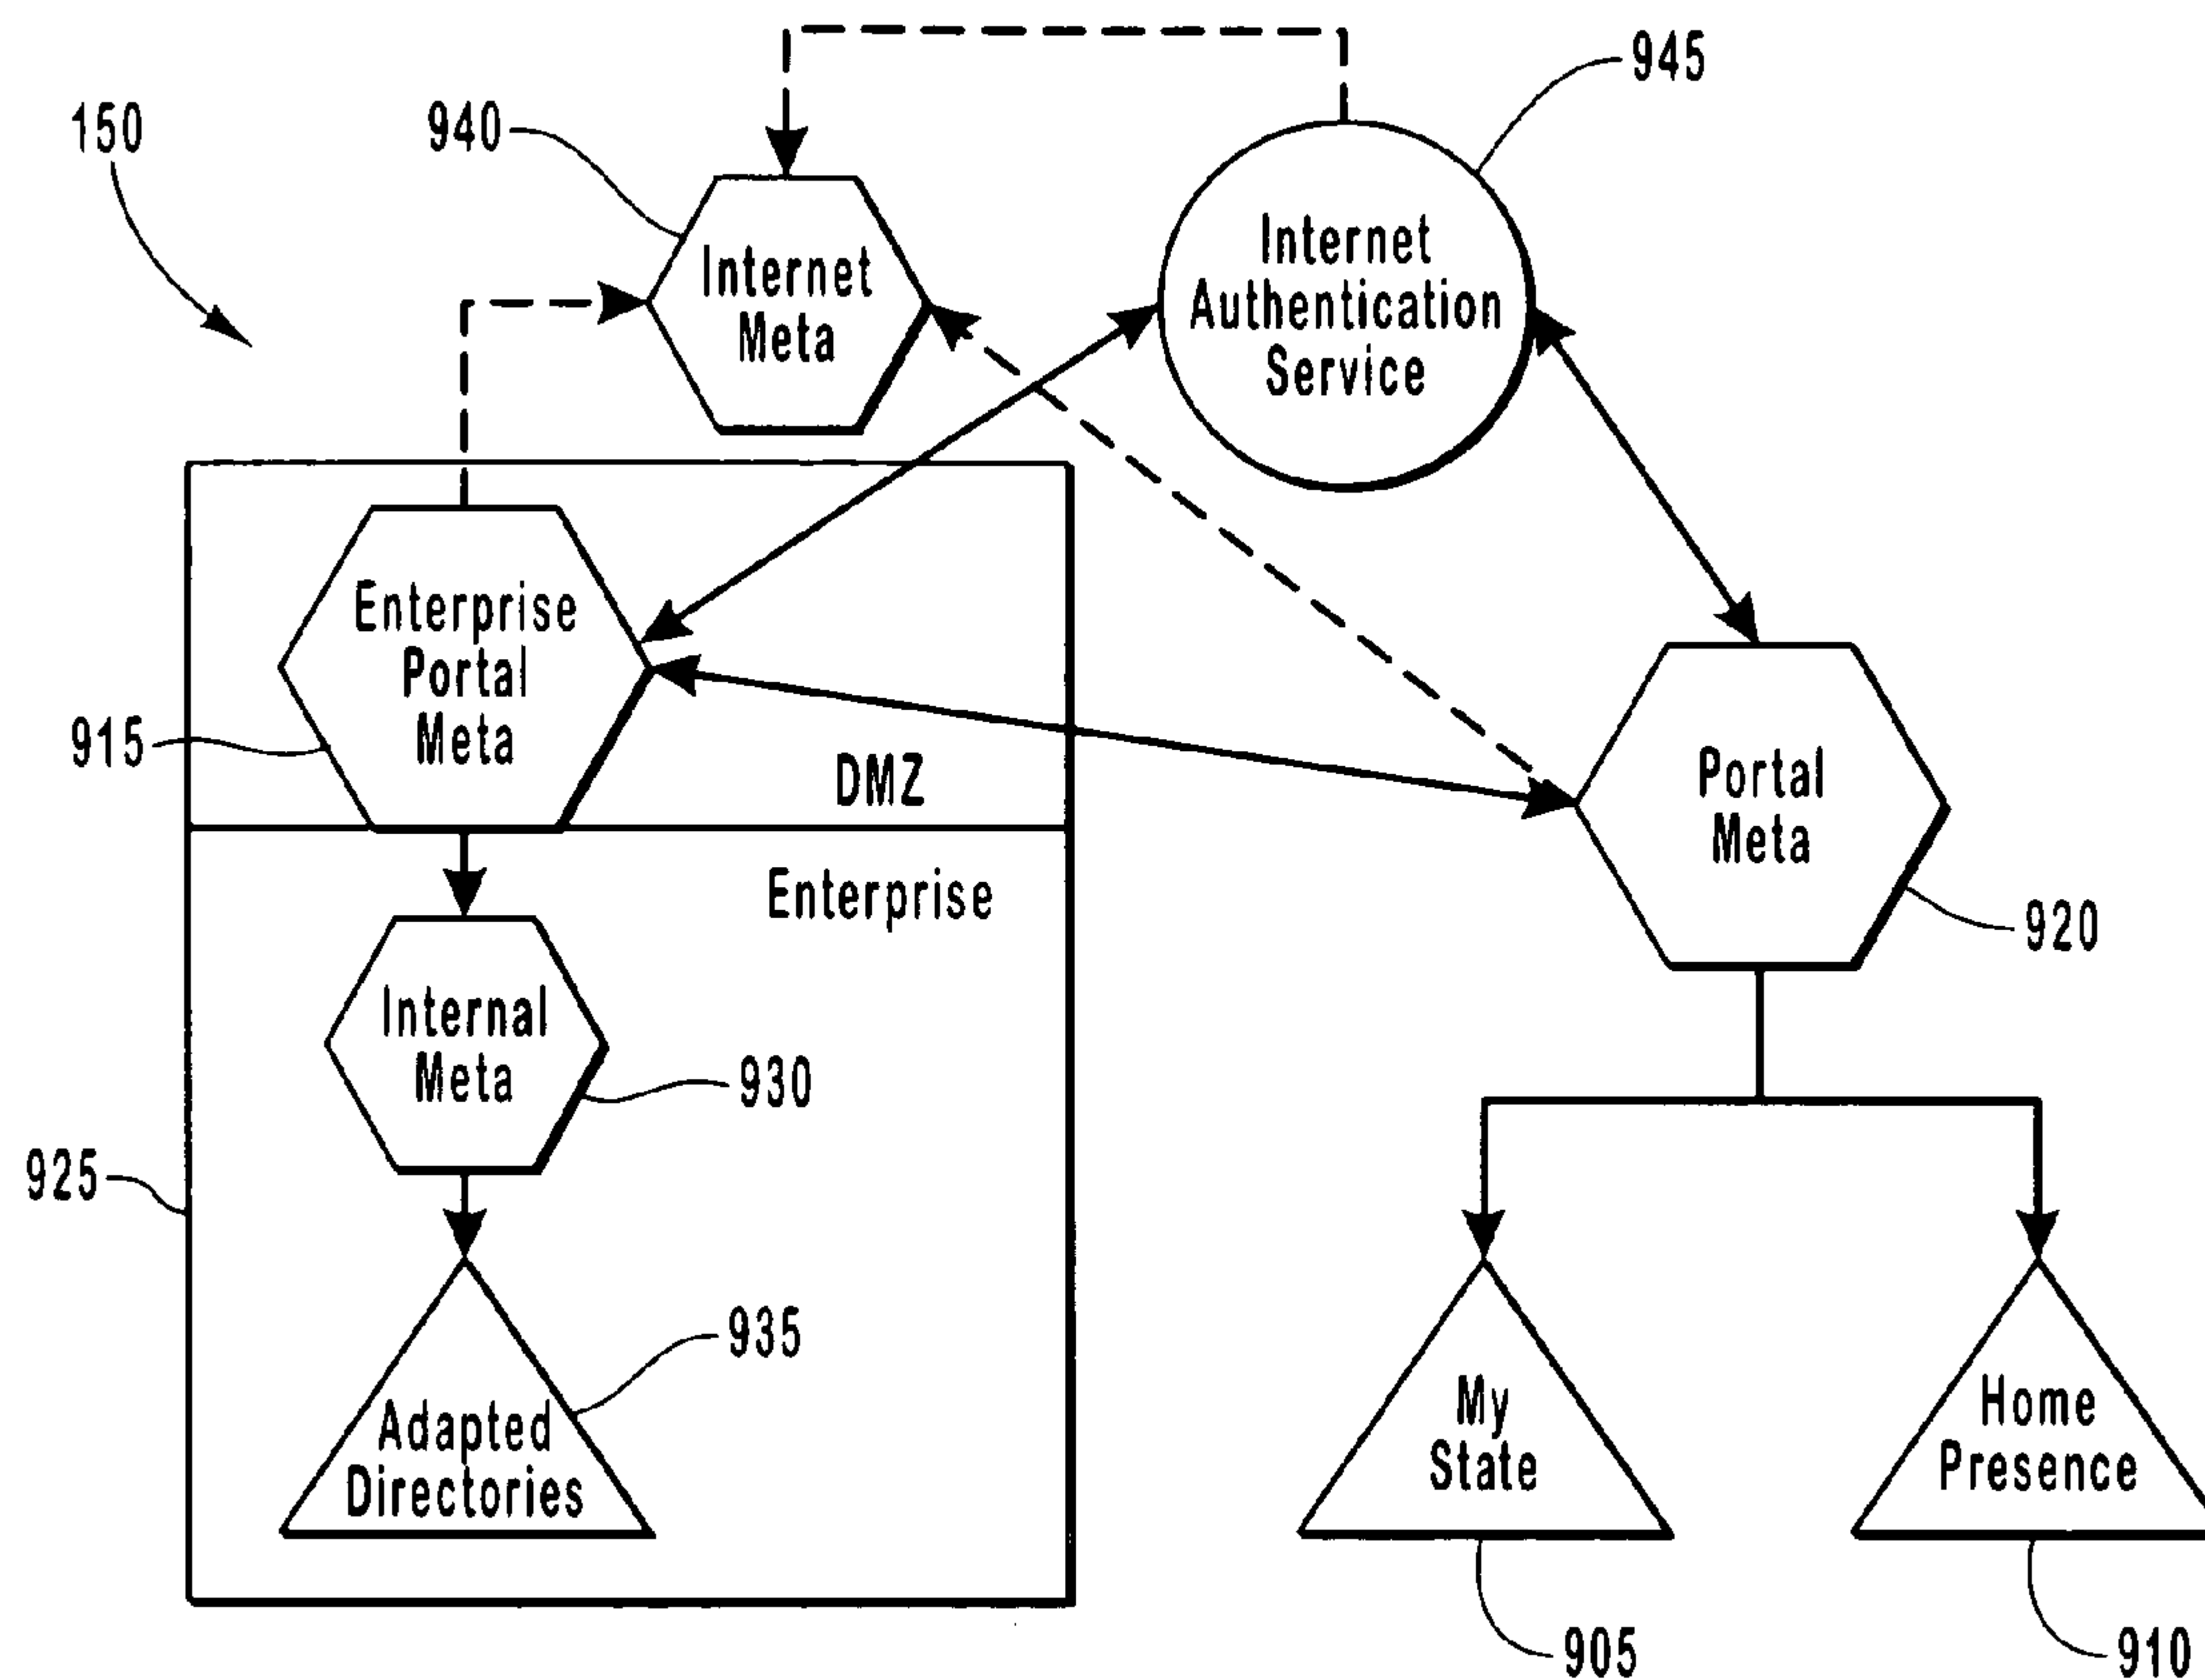 945
150
940
Internet
Meta
Internet
Authentication
Service
Enterprise
Portal
Meta
915
DMZ
Portal
Meta
Enterprise
920
Internal
Meta
930
925
935
Adapted
Directories
My
State
Home
Presence
905
910